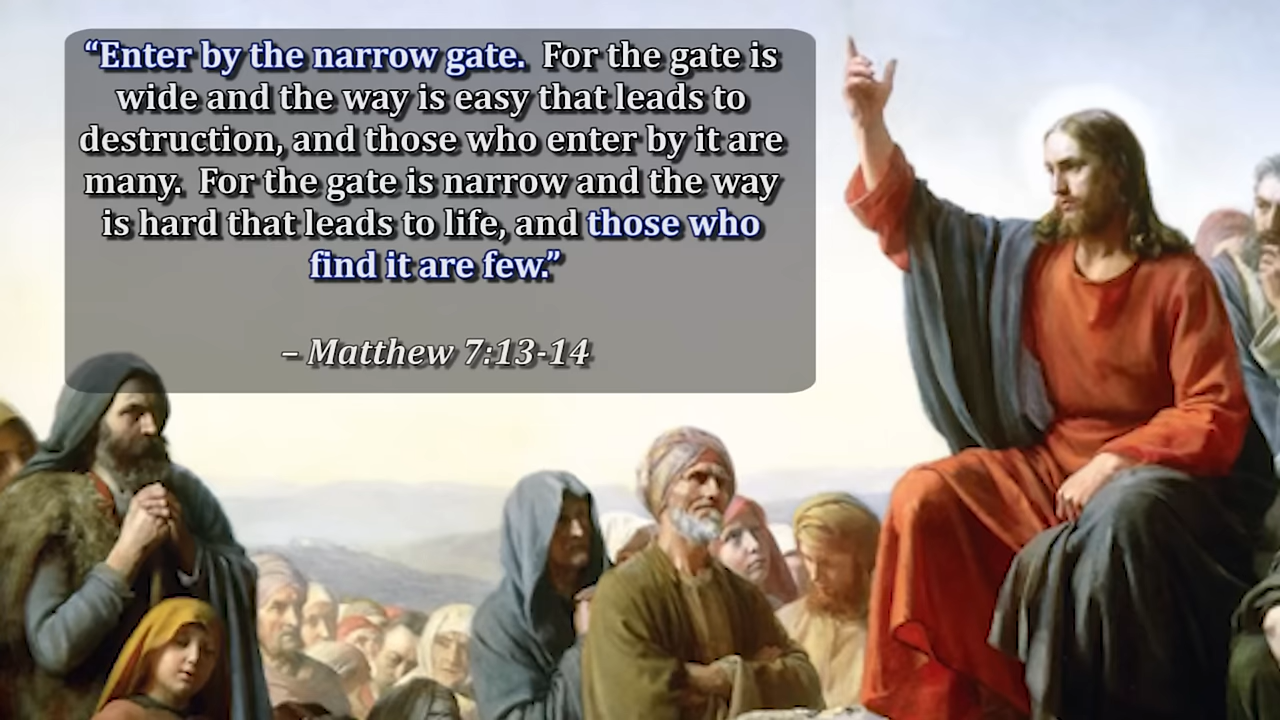 “Enter by the narrow gate.  For the gate is
wide and the way is easy that leads to
destruction, and those who enter by it are
many.  For the gate is narrow and the way
is hard that leads to life, and those who
find it are few.”
– Matthew 7:13-14